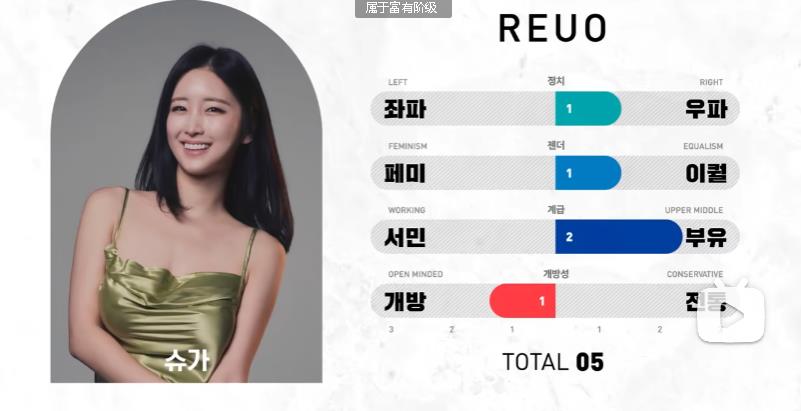 属于富有阶级
REUO
LEFT 정치 RIGHT
좌파 1 우파
FEMINISM 젠더 EQUALISM
페미 1 이퀄
WORKING 계급 UPPER MIDDLE
서민 2 부유
OPEN MINDED 개방성 CONSERVATIVE
개방 1 전통
3 2 1 1 2
슈가
TOTAL 05